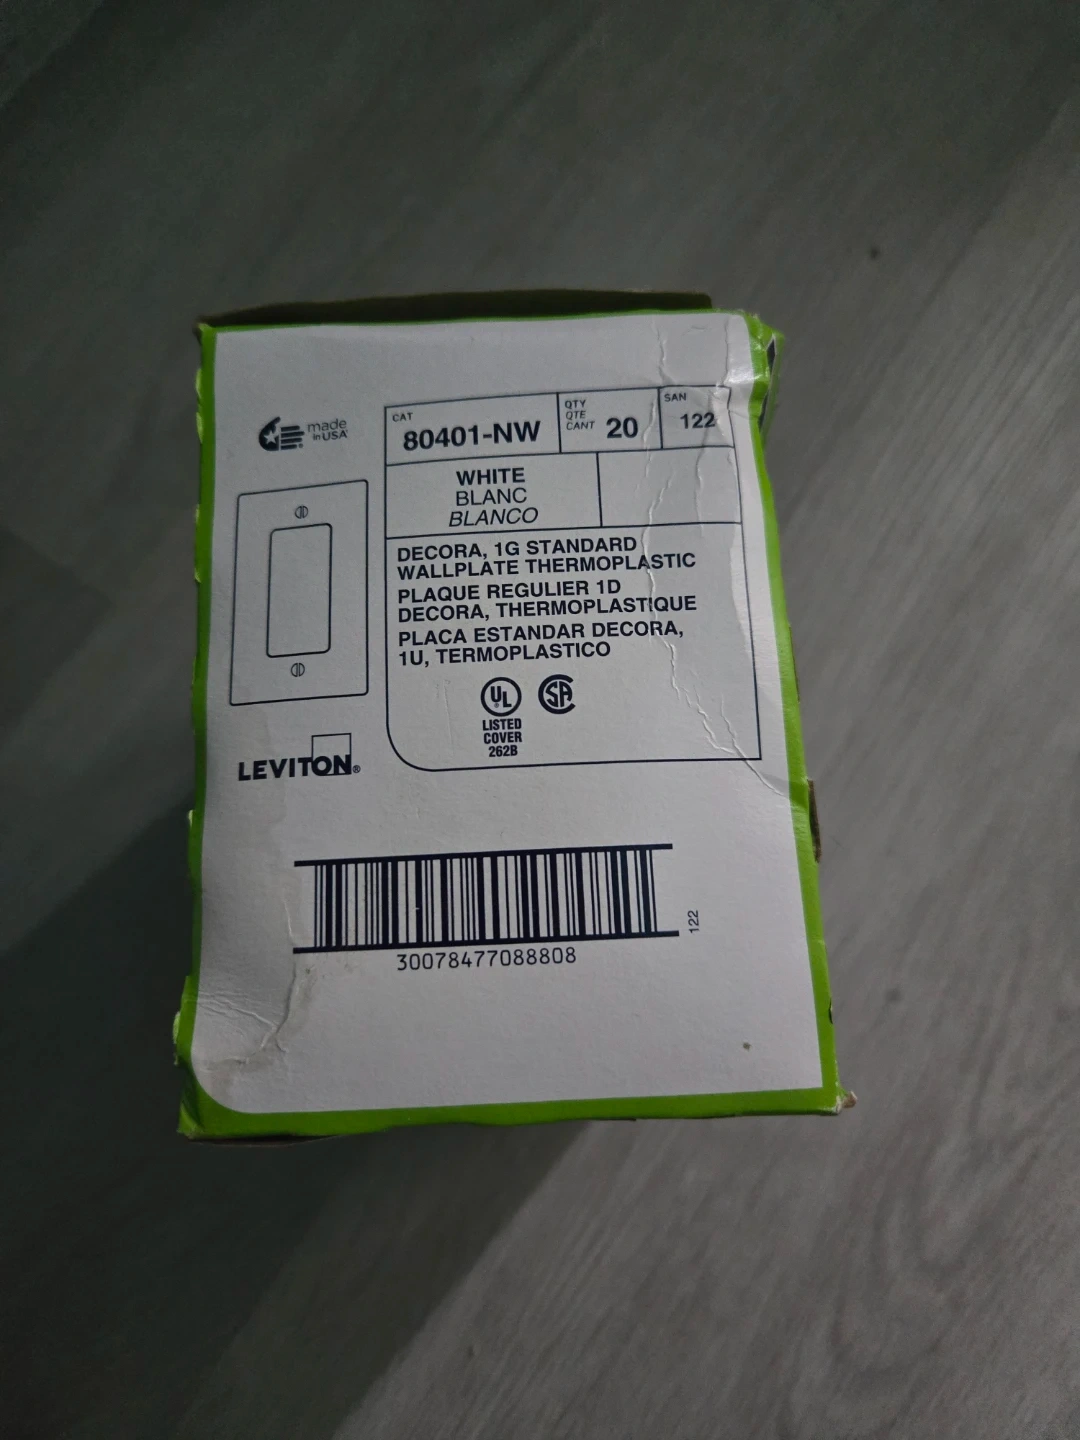 made
in USA
CAT
80401-NW
QTY
QTE
CANT
20
SAN
122
WHITE
BLANC
BLANCO
DECORA, 1G STANDARD
WALLPLATE THERMOPLASTIC
PLAQUE REGULIER 1D
DECORA, THERMOPLASTIQUE
PLACA ESTANDAR DECORA,
1U, TERMOPLASTICO
UL
SA
LISTED
COVER
262B
LEVITON®
122
30078477088808